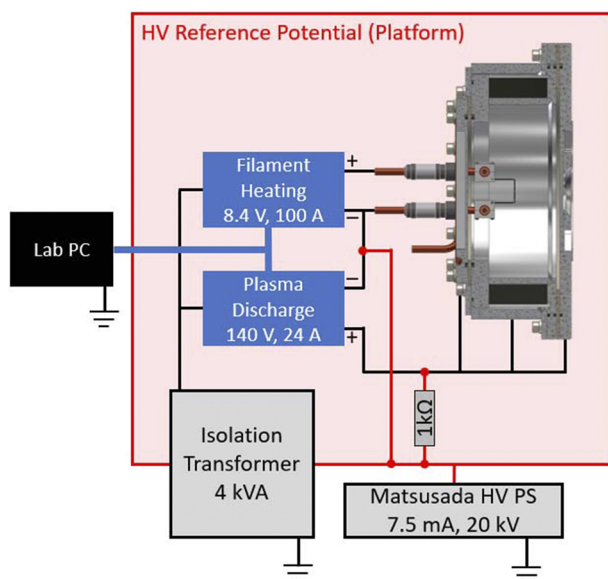 HV Reference Potential (Platform)
Filament
Heating
8.4 V, 100 A
+
−
Lab PC
Plasma
Discharge
140 V, 24 A
−
+
1kΩ
Isolation
Transformer
4 kVA
Matsusada HV PS
7.5 mA, 20 kV